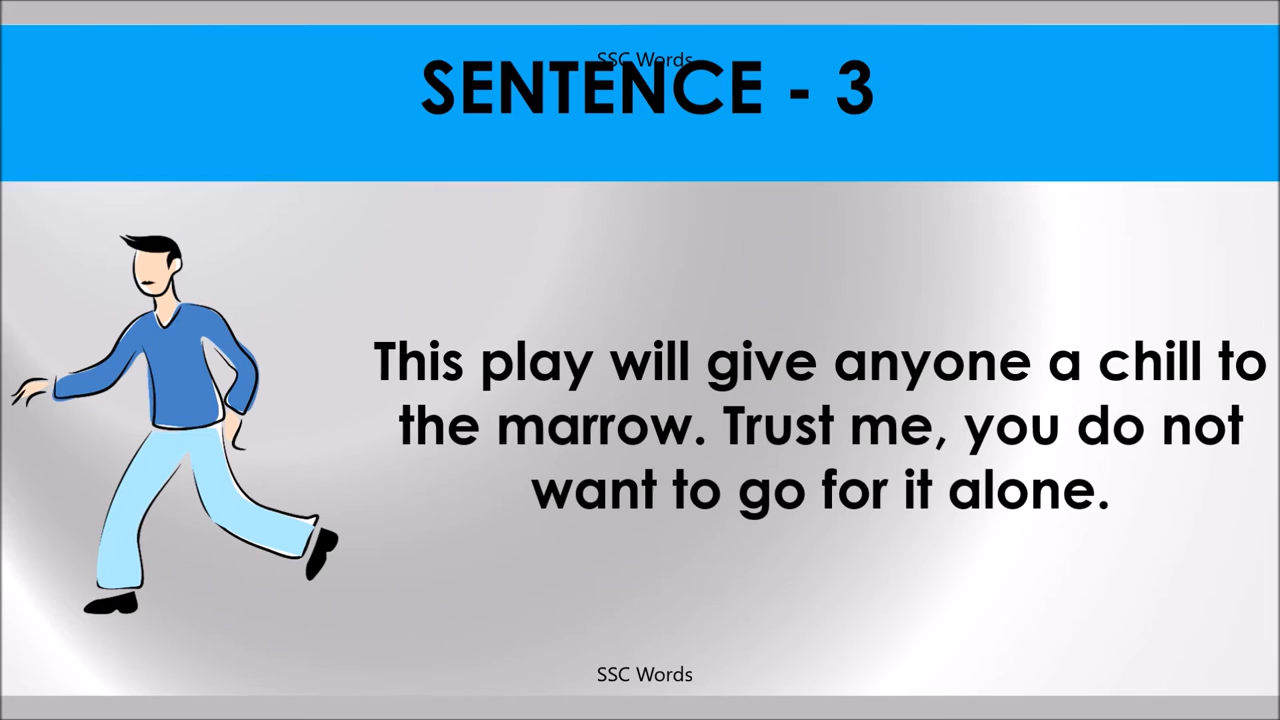 SSC Words
SENTENCE - 3
This play will give anyone a chill to
the marrow. Trust me, you do not
want to go for it alone.
SSC Words